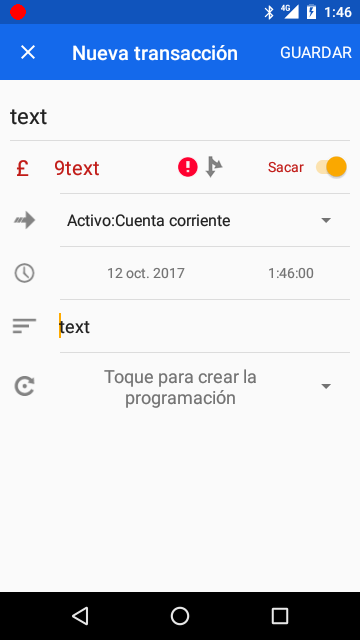 4G 1:46
Nueva transacción GUARDAR
text
£ 9text Sacar
Activo:Cuenta corriente
12 oct. 2017 1:46:00
text
Toque para crear la
programación